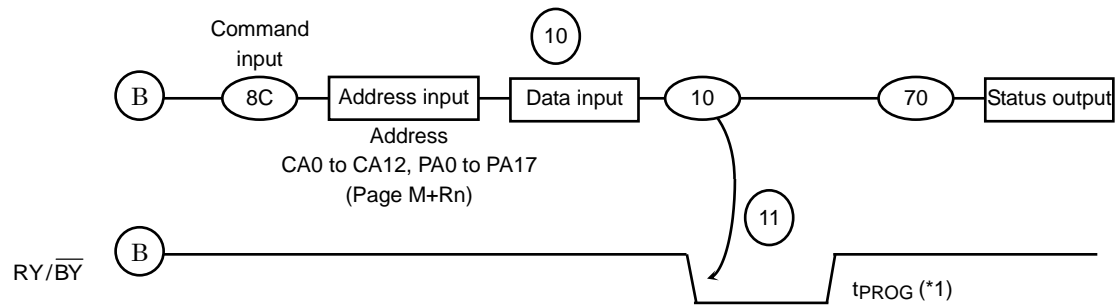 Command
input
10
B
8C
Address input
Data input
10
70
Status output
Address
CA0 to CA12, PA0 to PA17
(Page M+Rn)
11
B
RY/BY
tPROG (*1)